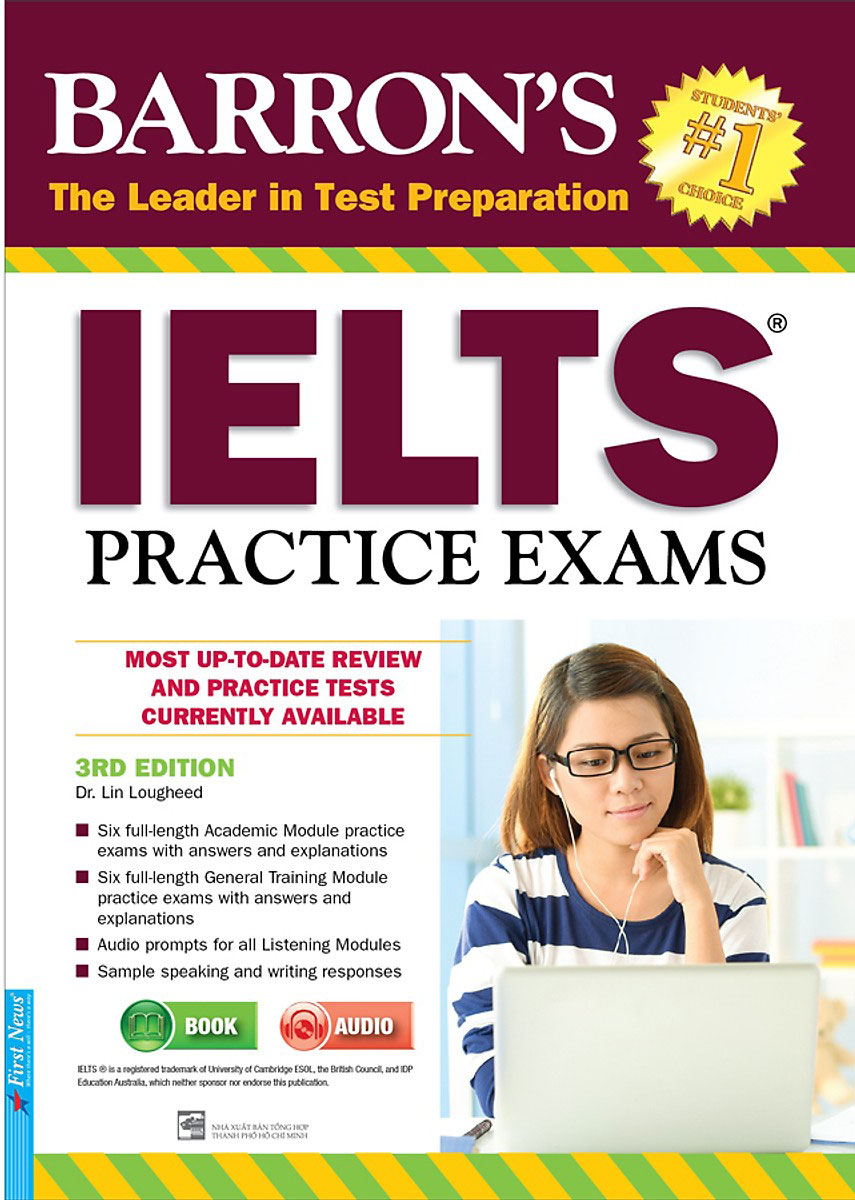 BARRON'S
The Leader in Test Preparation
STUDENTS'
#1
CHOICE
IELTS®
PRACTICE EXAMS
MOST UP-TO-DATE REVIEW
AND PRACTICE TESTS
CURRENTLY AVAILABLE
3RD EDITION
Dr. Lin Lougheed
Six full-length Academic Module practice
exams with answers and explanations
Six full-length General Training Module
practice exams with answers and
explanations
Audio prompts for all Listening Modules
Sample speaking and writing responses
BOOK
AUDIO
IELTS ® is a registered trademark of University of Cambridge ESOL, the British Council, and IDP
Education Australia, which neither sponsor nor endorse this publication.
NHÀ XUẤT BẢN TỔNG HỢP
THÀNH PHỐ HỒ CHÍ MINH
First News®
Where there's a will - there's a way